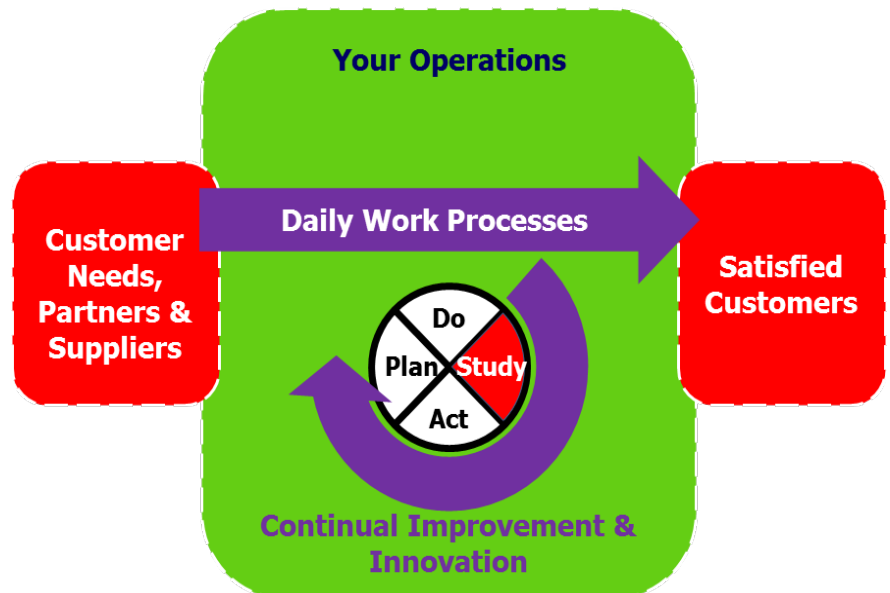 Your Operations
Customer
Needs,
Partners &
Suppliers
Daily Work Processes
Satisfied
Customers
Do
Plan
Study
Act
Continual Improvement &
Innovation